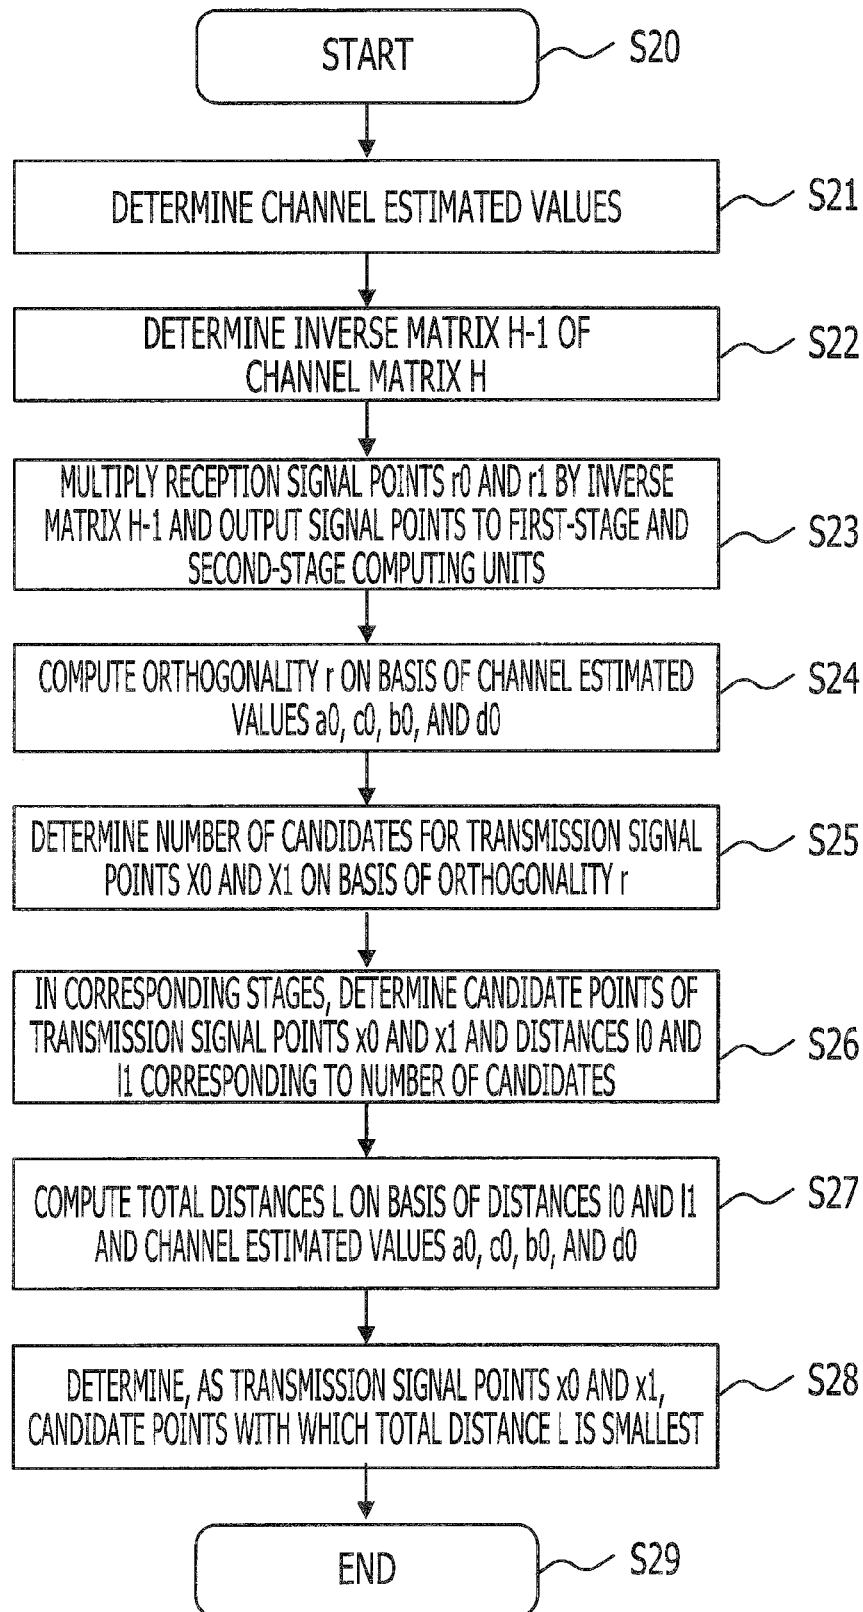 START
S20
DETERMINE CHANNEL ESTIMATED VALUES
S21
DETERMINE INVERSE MATRIX H-1 OF
CHANNEL MATRIX H
S22
MULTIPLY RECEPTION SIGNAL POINTS r0 AND r1 BY INVERSE
MATRIX H-1 AND OUTPUT SIGNAL POINTS TO FIRST-STAGE AND
SECOND-STAGE COMPUTING UNITS
S23
COMPUTE ORTHOGONALITY r ON BASIS OF CHANNEL ESTIMATED
VALUES a0, c0, b0, AND d0
S24
DETERMINE NUMBER OF CANDIDATES FOR TRANSMISSION SIGNAL
POINTS X0 AND X1 ON BASIS OF ORTHOGONALITY r
S25
IN CORRESPONDING STAGES, DETERMINE CANDIDATE POINTS OF
TRANSMISSION SIGNAL POINTS x0 AND x1 AND DISTANCES l0 AND
l1 CORRESPONDING TO NUMBER OF CANDIDATES
S26
COMPUTE TOTAL DISTANCES L ON BASIS OF DISTANCES l0 AND l1
AND CHANNEL ESTIMATED VALUES a0, c0, b0, AND d0
S27
DETERMINE, AS TRANSMISSION SIGNAL POINTS x0 AND x1,
CANDIDATE POINTS WITH WHICH TOTAL DISTANCE L IS SMALLEST
S28
END
S29